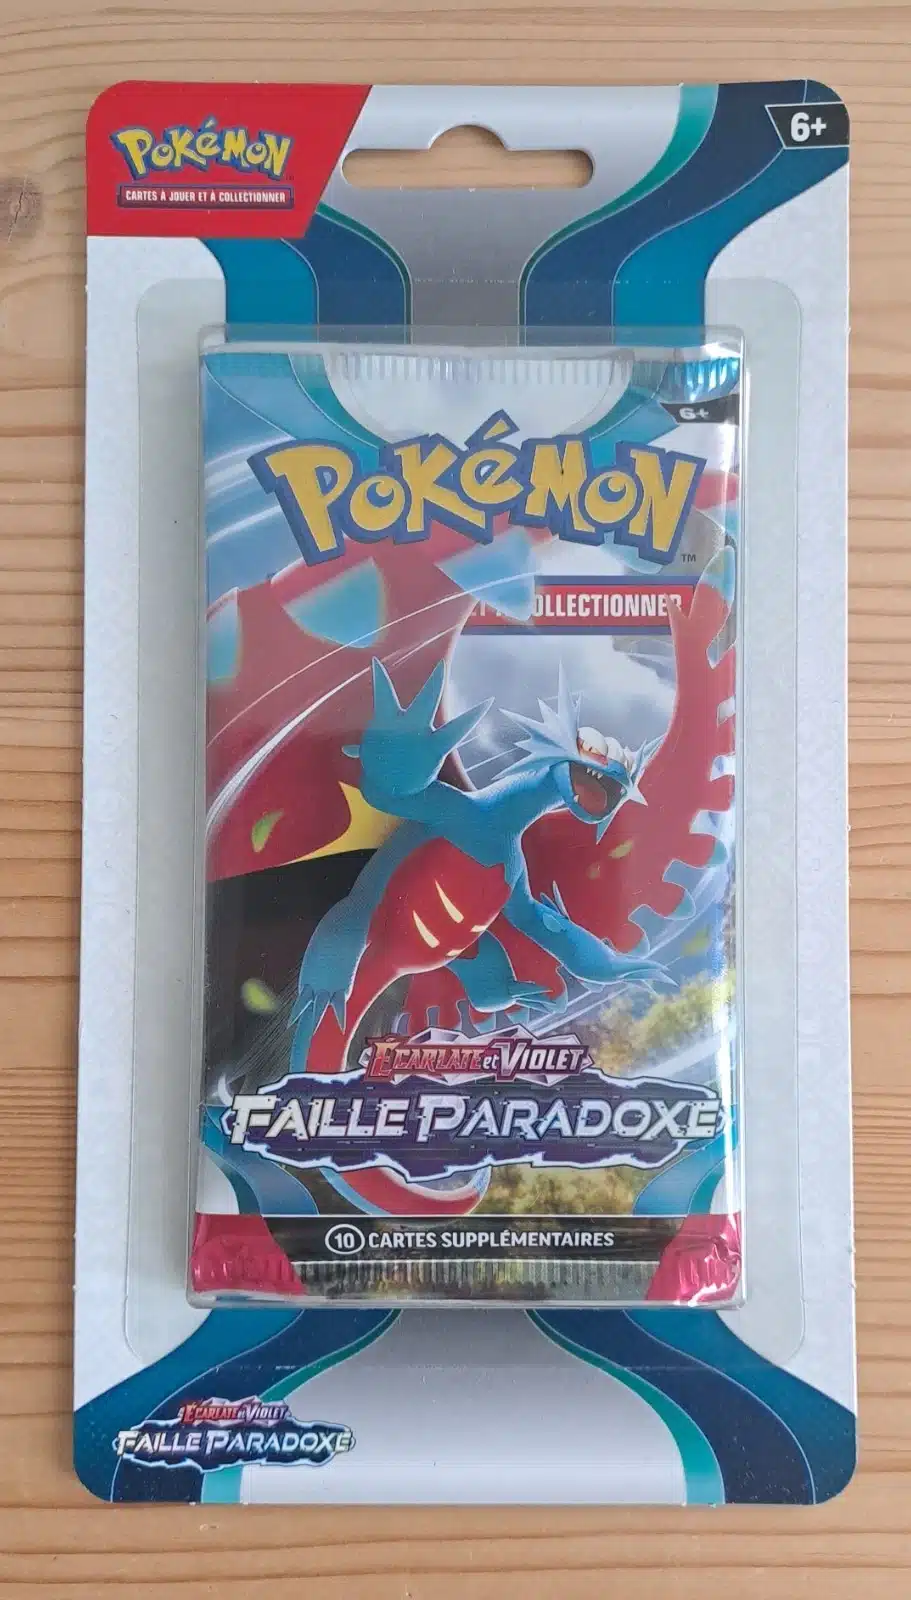 POKéMON
CARTES À JOUER ET À COLLECTIONNER
6+
6+
POKéMON
TM
COLLECTIONNER
ÉCARLATE et VIOLET
FAILLE PARADOXE
10 CARTES SUPPLÉMENTAIRES
ÉCARLATE et VIOLET
FAILLE PARADOXE